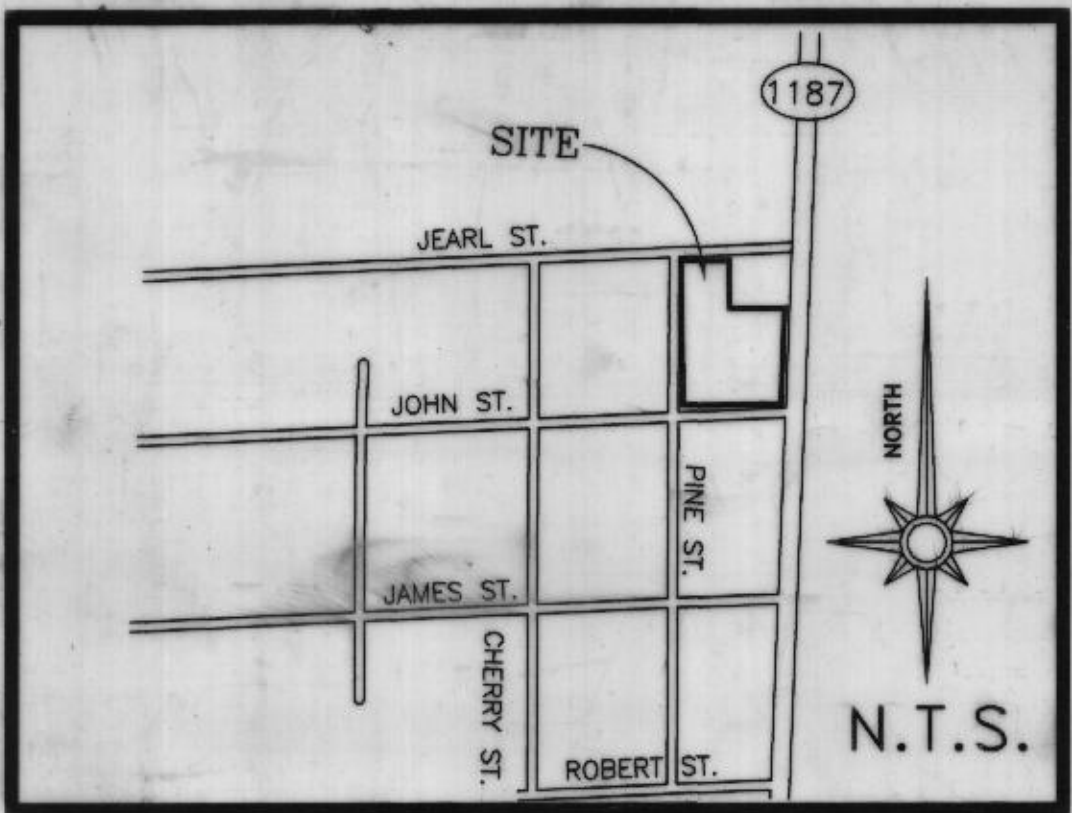 1187
SITE
JEARL ST.
JOHN ST.
NORTH
PINE ST.
JAMES ST.
CHERRY ST.
N.T.S.
ROBERT ST.